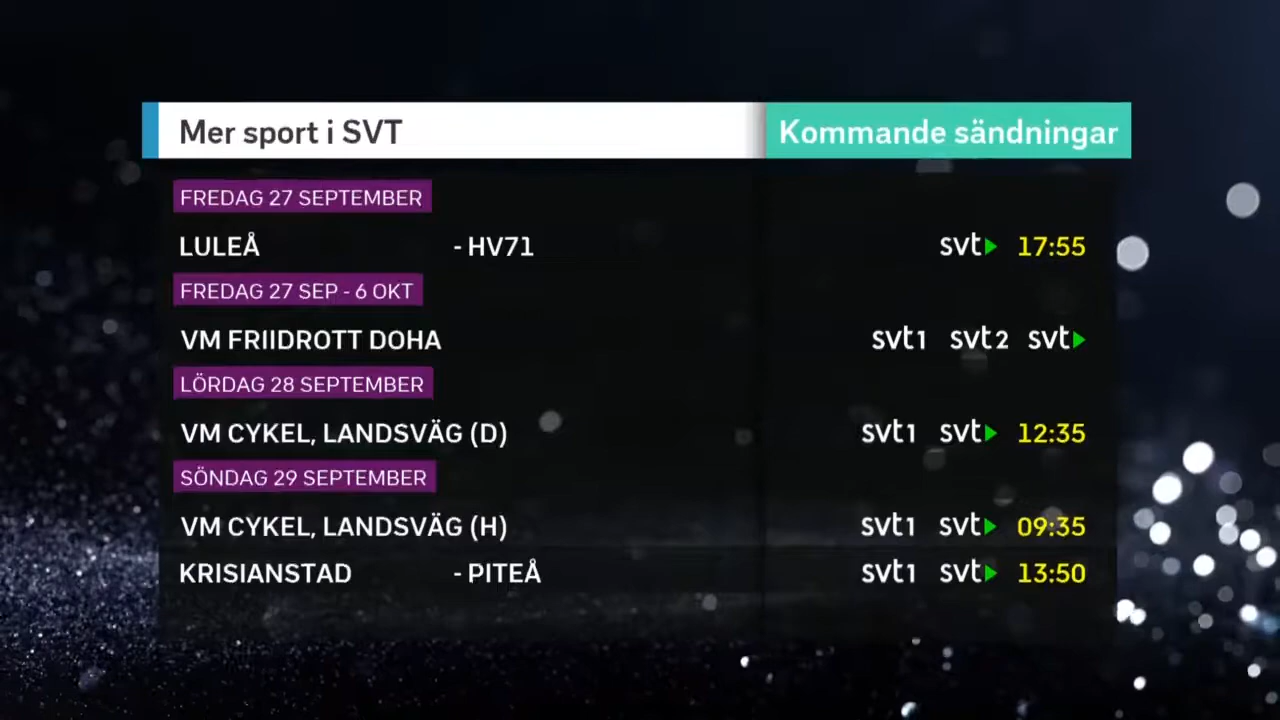 Mer sport i SVT Kommande sändningar
FREDAG 27 SEPTEMBER
LULEÅ - HV71 svt 17:55
FREDAG 27 SEP - 6 OKT
VM FRIIDROTT DOHA svt1 svt2 svt
LÖRDAG 28 SEPTEMBER
VM CYKEL, LANDSVÄG (D) svt1 svt 12:35
SÖNDAG 29 SEPTEMBER
VM CYKEL, LANDSVÄG (H) svt1 svt 09:35
KRISIANSTAD - PITEÅ svt1 svt 13:50